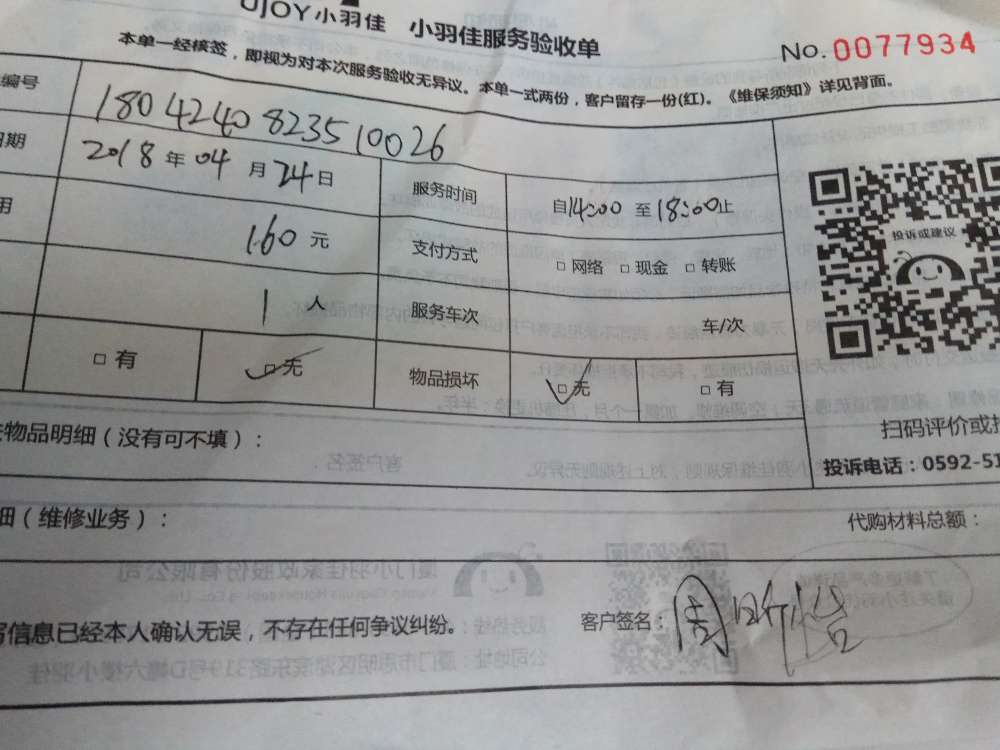 UJOY小羽佳 小羽佳服务验收单
No. 0077934
本单一经核签，即视为对本次服务验收无异议。本单一式两份，客户留存一份(红)。《维保须知》详见背面。
编号 180424082351 0026
日期 2018年04月24日 服务时间 自14:00 至18:00止
用 160元 支付方式 □网络 □现金 □转账
1人 服务车次 车/次
□有 □无 物品损坏 □无 □有
投诉或建议
物品明细（没有可不填）：
扫码评价或
投诉电话：0592-51
细（维修业务）： 代购材料总额：
写信息已经本人确认无误，不存在任何争议纠纷。 客户签名：